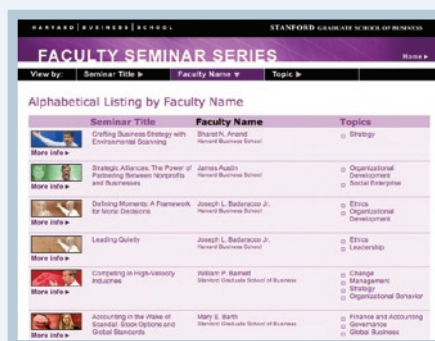 HARVARD | BUSINESS | SCHOOL
STANFORD GRADUATE SCHOOL OF BUSINESS
FACULTY SEMINAR SERIES
Home ▶
View by: Seminar Title ▶ Faculty Name ▼ Topic ▶
Alphabetical Listing by Faculty Name
Seminar Title Faculty Name Topics
Crafting Business Strategy with Bharat N. Anand Strategy
Environmental Scanning Harvard Business School
More info ▶
Strategic Alliances: The Power of James Austin Organizational
Partnering Between Nonprofits Harvard Business School Development
and Businesses Social Enterprise
More info ▶
Defining Moments: A Framework Joseph L. Badaracco Jr. Ethics
for Moral Decisions Harvard Business School Organizational
Development
More info ▶
Leading Quietly Joseph L. Badaracco Jr. Ethics
Harvard Business School Leadership
More info ▶
Competing in High-Velocity William P. Barnett Change
Industries Stanford Graduate School of Business Management
Strategy
More info ▶ Organizational Behavior
Accounting in the Wake of Mary E. Barth Finance and Accounting
Scandal: Stock Options and Stanford Graduate School of Business Governance
Global Standards Global Business
More info ▶